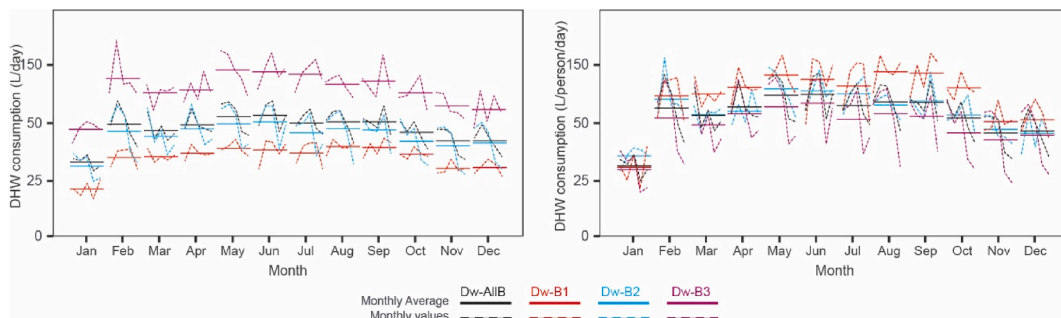 DHW consumption (L/day)
150
50
25
0
Jan Feb Mar Apr May Jun Jul Aug Sep Oct Nov Dec
Month
DHW consumption (L/person/day)
150
50
25
0
Jan Feb Mar Apr May Jun Jul Aug Sep Oct Nov Dec
Month
Dw-AllB Dw-B1 Dw-B2 Dw-B3
Monthly Average
Monthly values